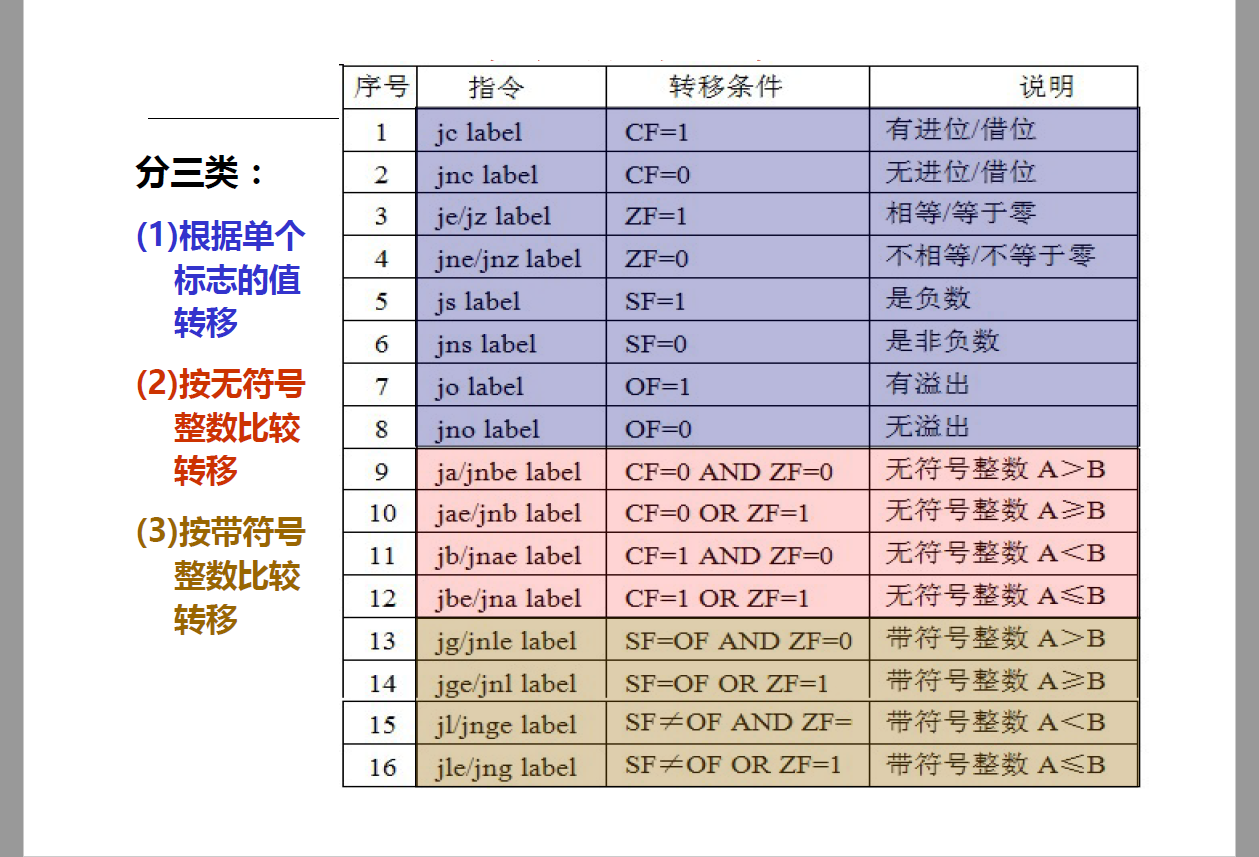 分三类：
(1)根据单个
标志的值
转移
(2)按无符号
整数比较
转移
(3)按带符号
整数比较
转移
序号 指令 转移条件 说明
1 jc label CF=1 有进位/借位
2 jnc label CF=0 无进位/借位
3 je/jz label ZF=1 相等/等于零
4 jne/jnz label ZF=0 不相等/不等于零
5 js label SF=1 是负数
6 jns label SF=0 是非负数
7 jo label OF=1 有溢出
8 jno label OF=0 无溢出
9 ja/jnbe label CF=0 AND ZF=0 无符号整数 A＞B
10 jae/jnb label CF=0 OR ZF=1 无符号整数 A≥B
11 jb/jnae label CF=1 AND ZF=0 无符号整数 A＜B
12 jbe/jna label CF=1 OR ZF=1 无符号整数 A≤B
13 jg/jnle label SF=OF AND ZF=0 带符号整数 A＞B
14 jge/jnl label SF=OF OR ZF=1 带符号整数 A≥B
15 jl/jnge label SF≠OF AND ZF= 带符号整数 A＜B
16 jle/jng label SF≠OF OR ZF=1 带符号整数 A≤B